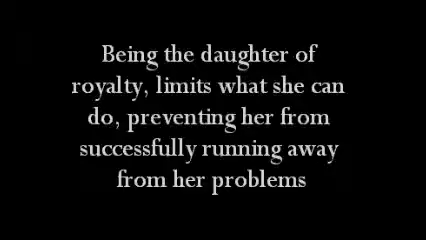 Being the daughter of
royalty, limits what she can
do, preventing her from
successfully running away
from her problems